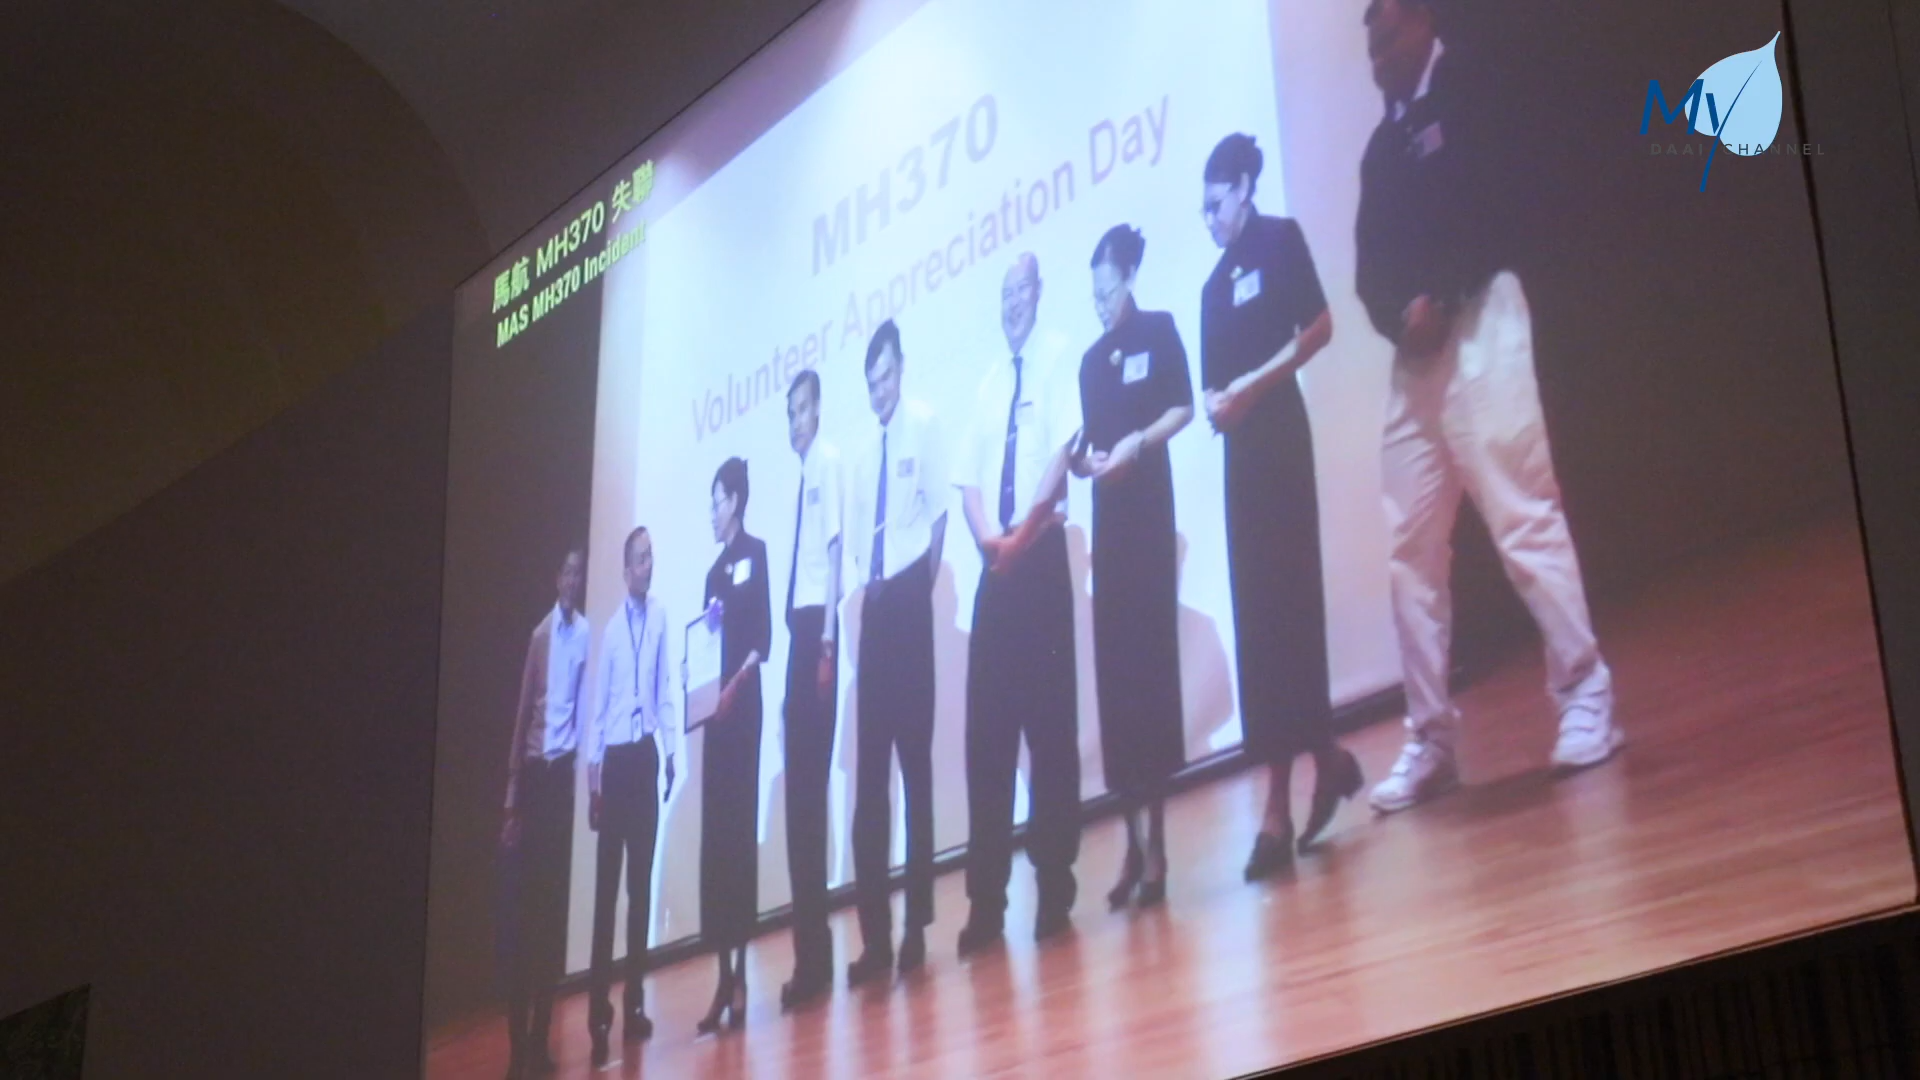 馬航 MH370 失聯
MAS MH370 Incident
MH370
Volunteer Appreciation Day
My
DAAI CHANNEL